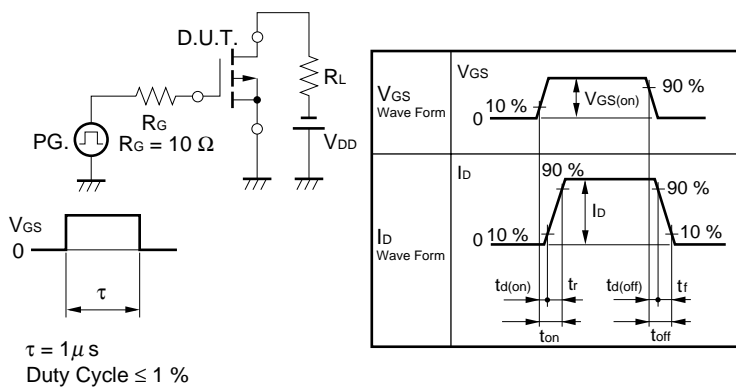 D.U.T.
RL
RG
PG.
RG = 10 Ω
VDD
VGS
0
τ
τ = 1μ s
Duty Cycle ≤ 1 %
VGS
Wave Form
VGS
10 %
0
VGS(on)
90 %
ID
Wave Form
ID
90 %
90 %
ID
0
10 %
10 %
td(on)
tr
td(off)
tf
ton
toff